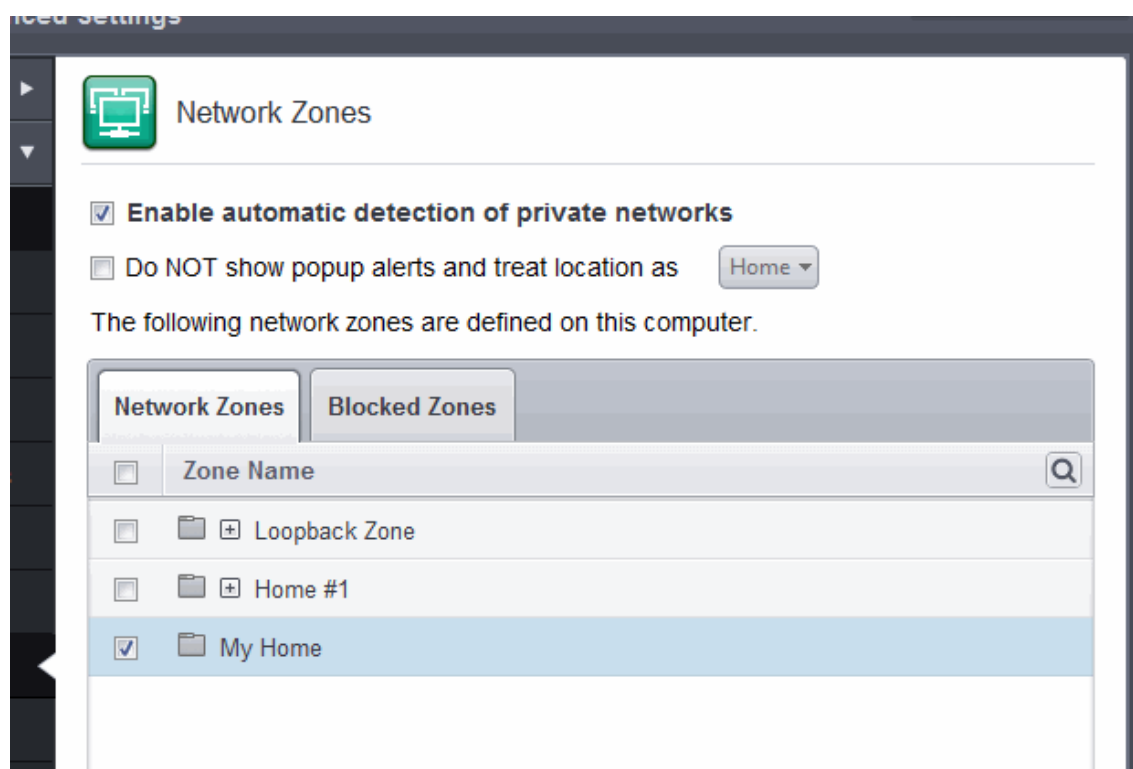 Settings
Network Zones
Enable automatic detection of private networks
Do NOT show popup alerts and treat location as Home
The following network zones are defined on this computer.
Network Zones Blocked Zones
Zone Name
Loopback Zone
Home #1
My Home